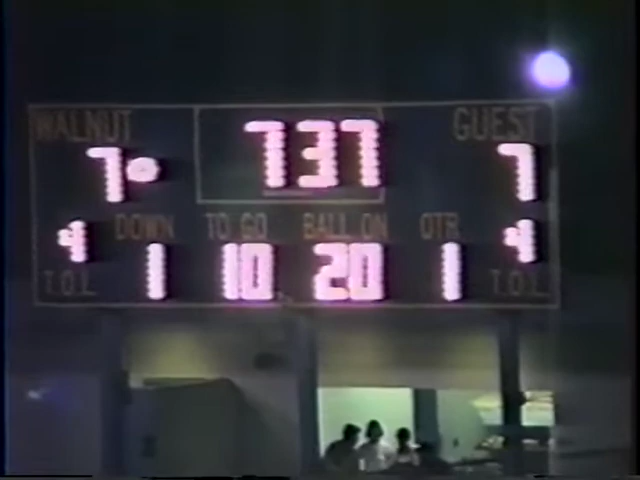 WALNUT 737 GUEST
7 7
4 DOWN TO GO BALL ON QTR 4
T.O.L 1 10 20 1 T.O.L